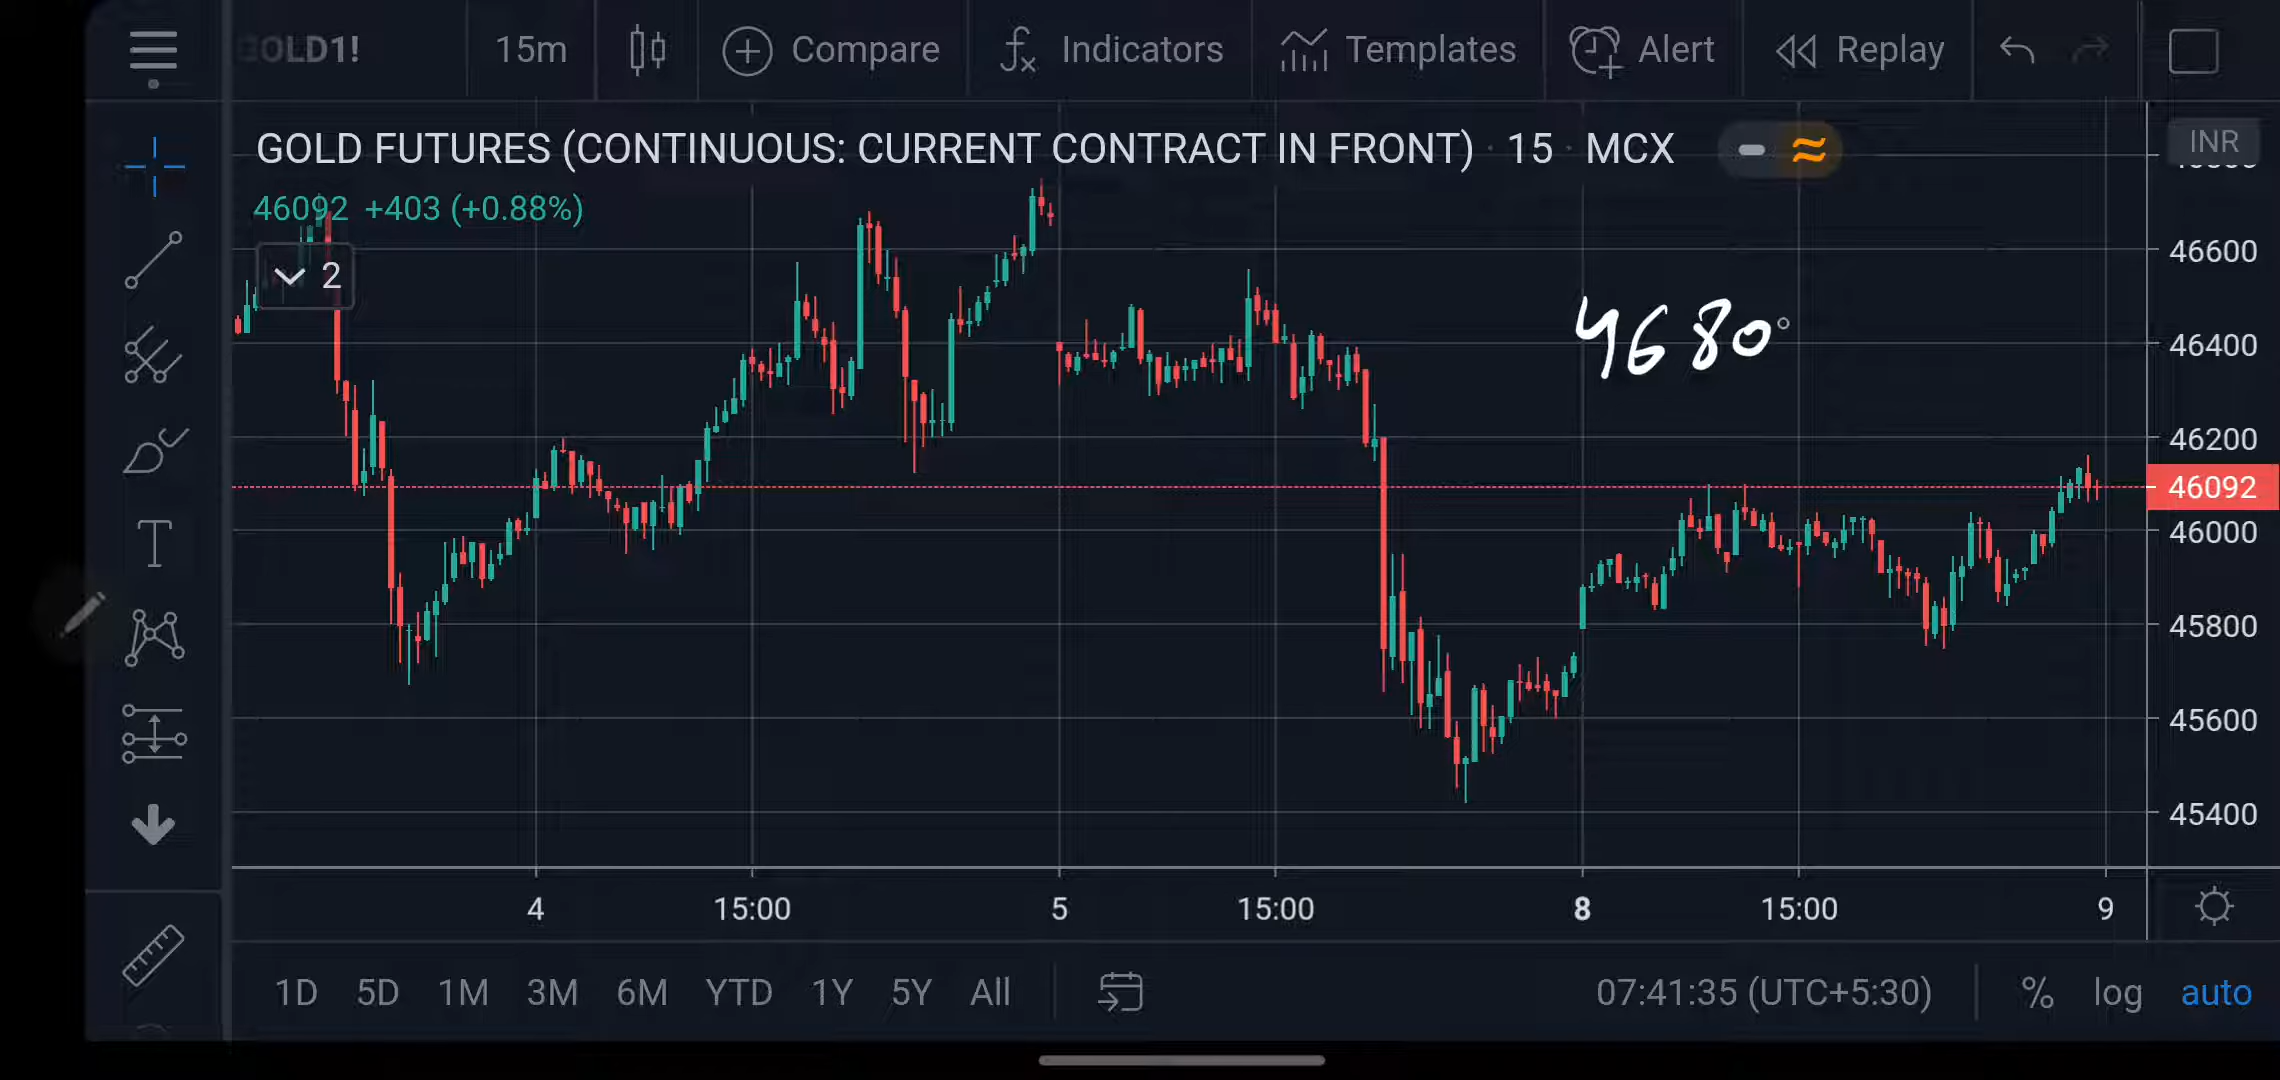 GOLD1! 15m Compare Indicators Templates Alert Replay
GOLD FUTURES (CONTINUOUS: CURRENT CONTRACT IN FRONT) · 15 · MCX
INR
46092 +403 (+0.88%)
2
46800
46600
46400
46200
46092
46000
45800
45600
45400
4 15:00 5 15:00 8 15:00 9
1D 5D 1M 3M 6M YTD 1Y 5Y All
07:41:35 (UTC+5:30) % log auto